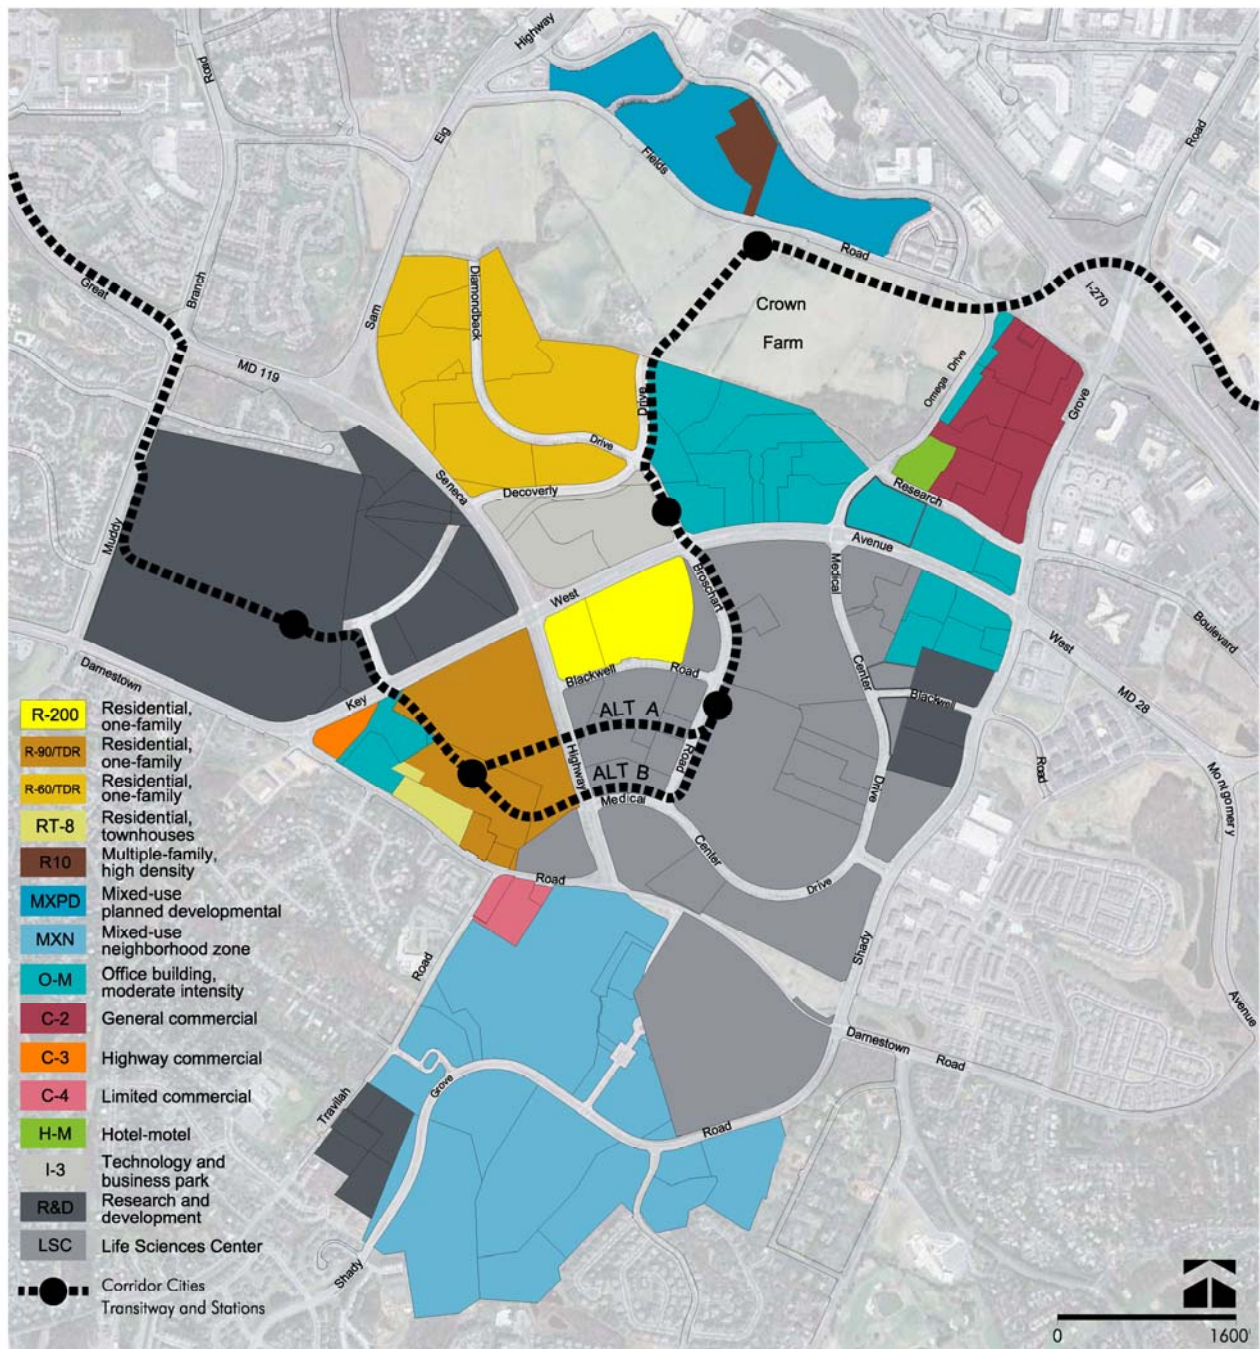 Highway
Road
Eig
Road
Fields
Road
Great
Branch
Sam
MD 119
Diamondback
Drive
Drive
Decoverly
Crown
Farm
I-270
Omega Drive
Grove
Research
Seneca
Muddy
Avenue
Medical
Broschart
West
West
MD 28
Boulevard
Darnestown
Key
Blackwell
Road
Center
Blackwell
ALT A
Highway
Road
ALT B
Medical
Drive
Road
Montgomery
Center
Drive
Road
Road
Shady
Avenue
Darnestown
Road
Grove
Travilah
Road
Shady
R-200 Residential,
one-family
R-90/TDR Residential,
one-family
R-60/TDR Residential,
one-family
RT-8 Residential,
townhouses
R10 Multiple-family,
high density
MXPD Mixed-use
planned developmental
MXN Mixed-use
neighborhood zone
O-M Office building,
moderate intensity
C-2 General commercial
C-3 Highway commercial
C-4 Limited commercial
H-M Hotel-motel
I-3 Technology and
business park
R&D Research and
development
LSC Life Sciences Center
Corridor Cities
Transitway and Stations
0 1600'